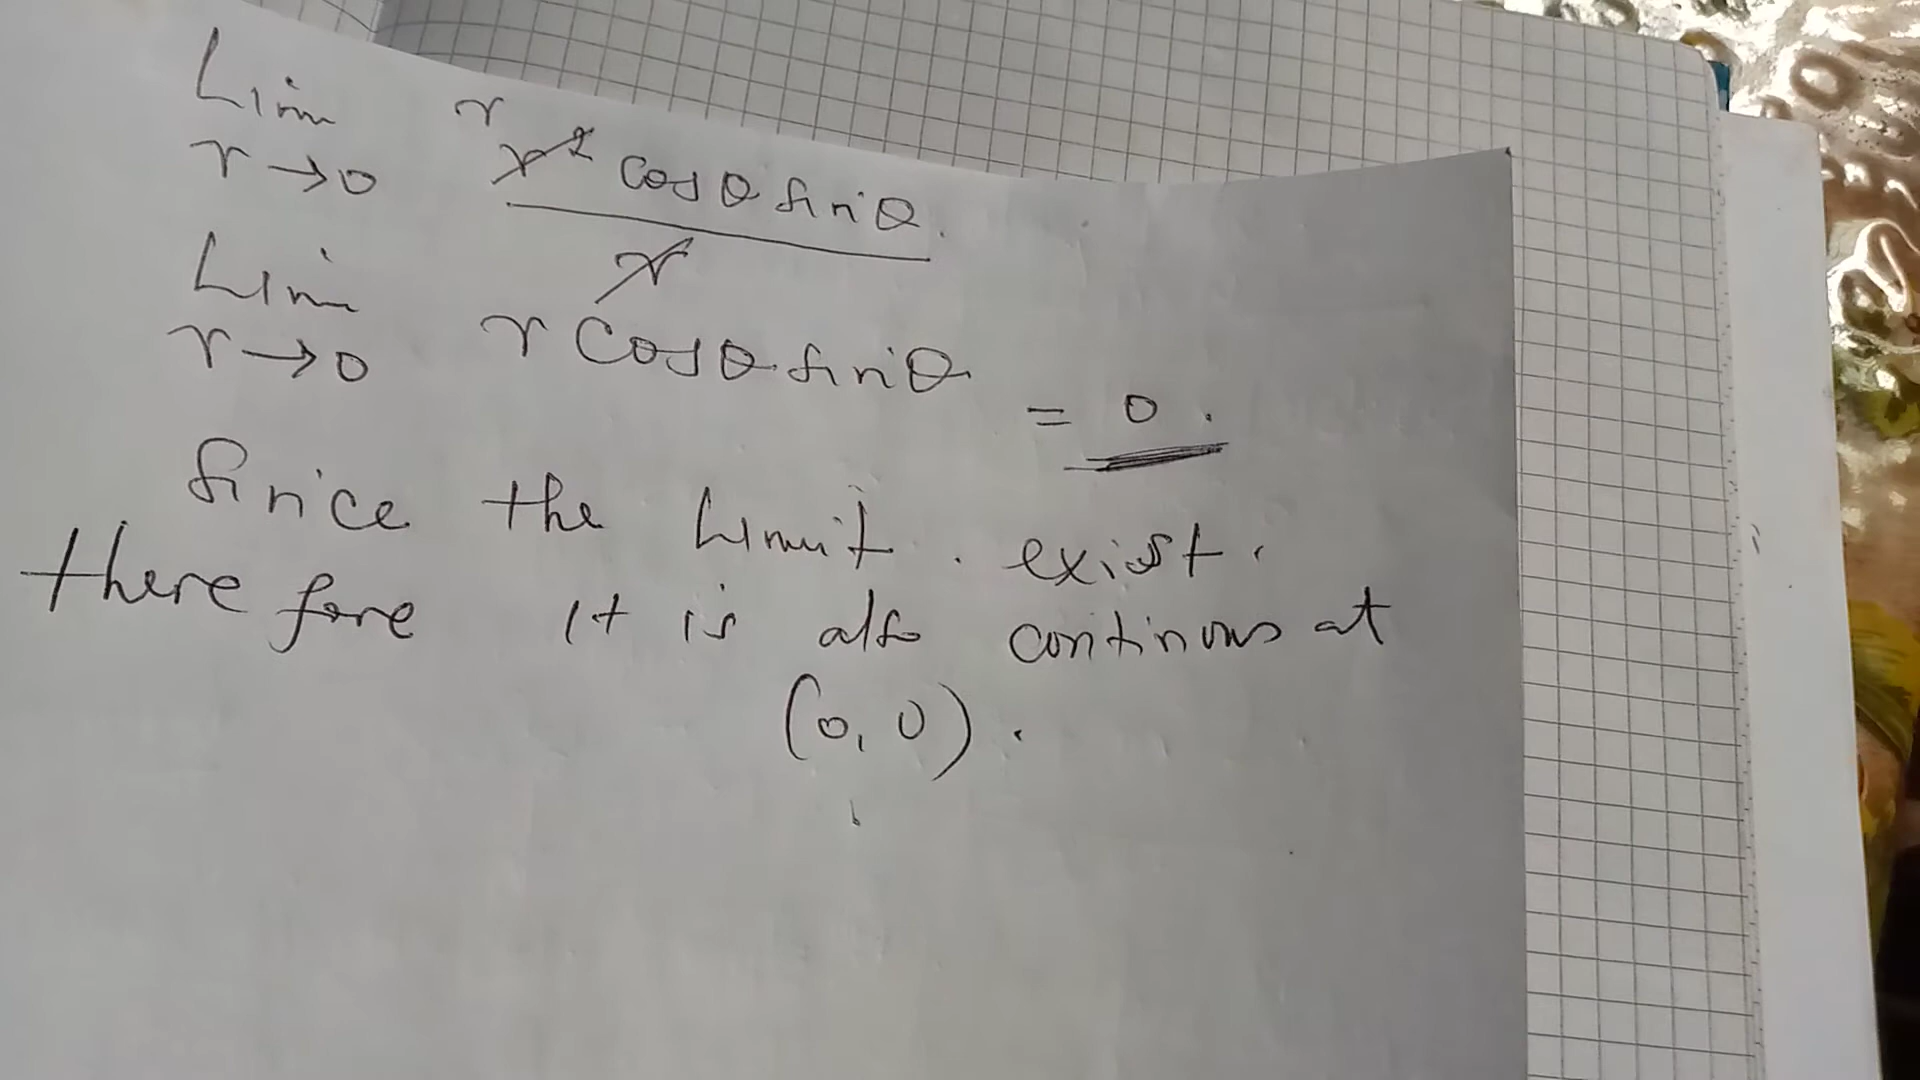 Lim r
r→0 r² cosθ sinθ.
r
Lim
r→0 r cosθ sinθ
= 0.
Since the Limit. exist.
therefore It is also continous at
(0, 0).